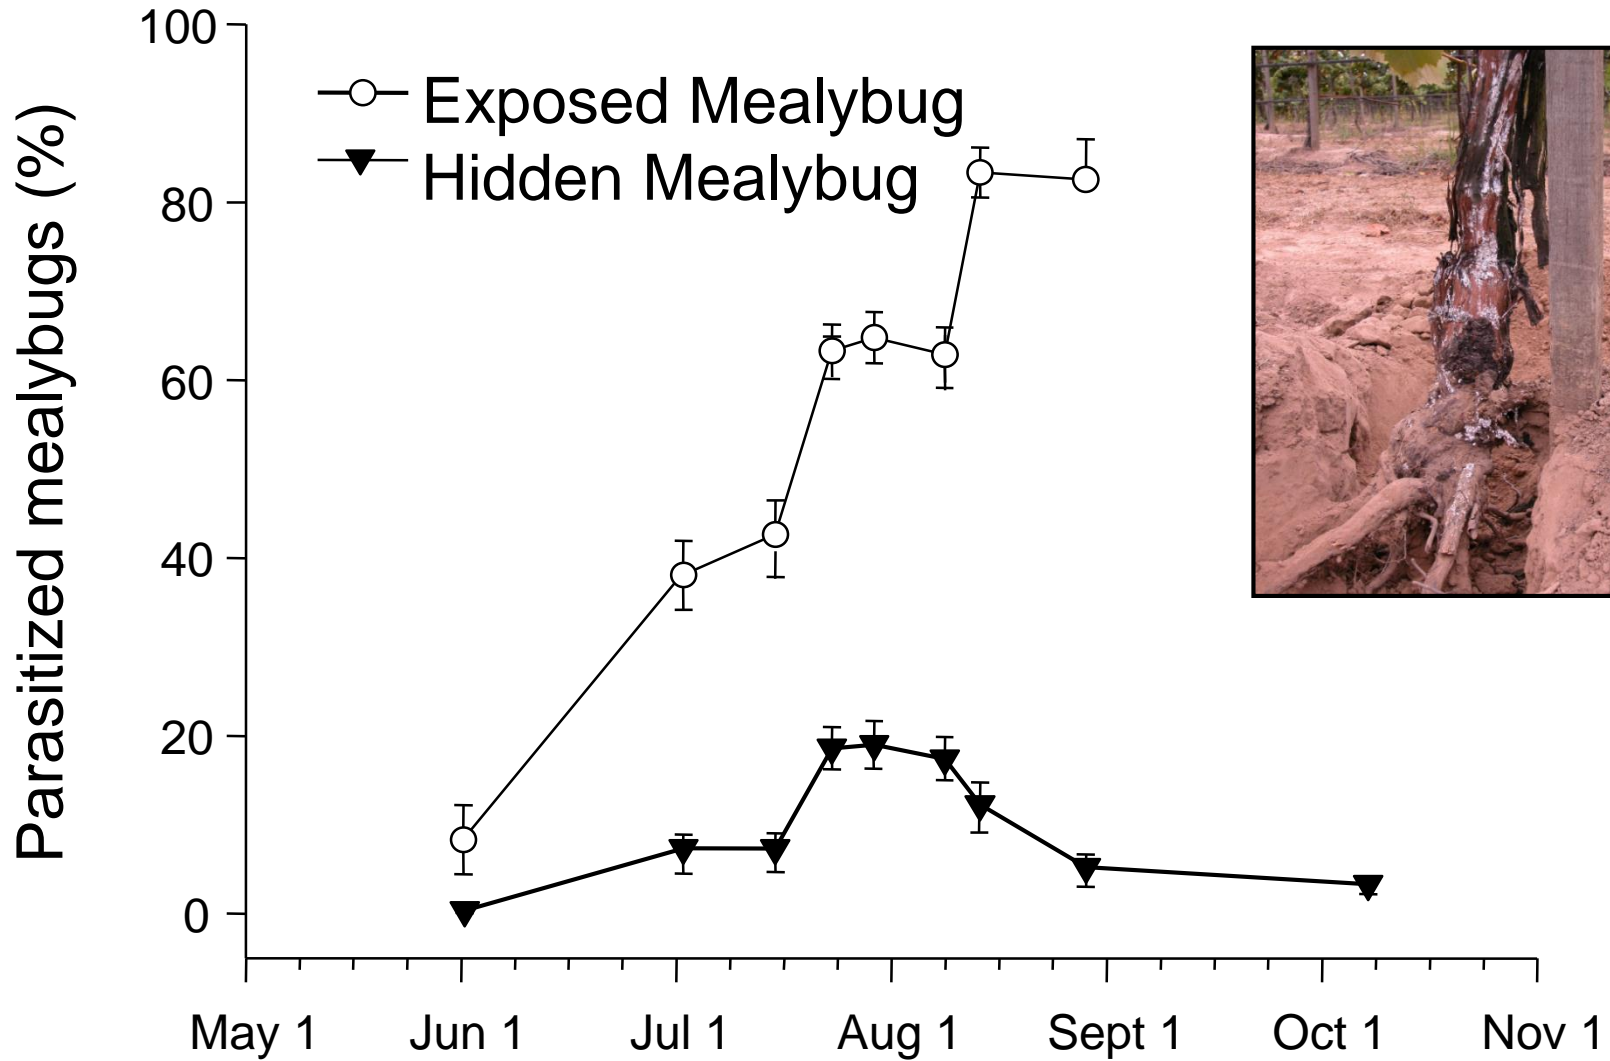 100
80
60
40
20
0
Parasitized mealybugs (%)
Exposed Mealybug
Hidden Mealybug
May 1 Jun 1 Jul 1 Aug 1 Sept 1 Oct 1 Nov 1